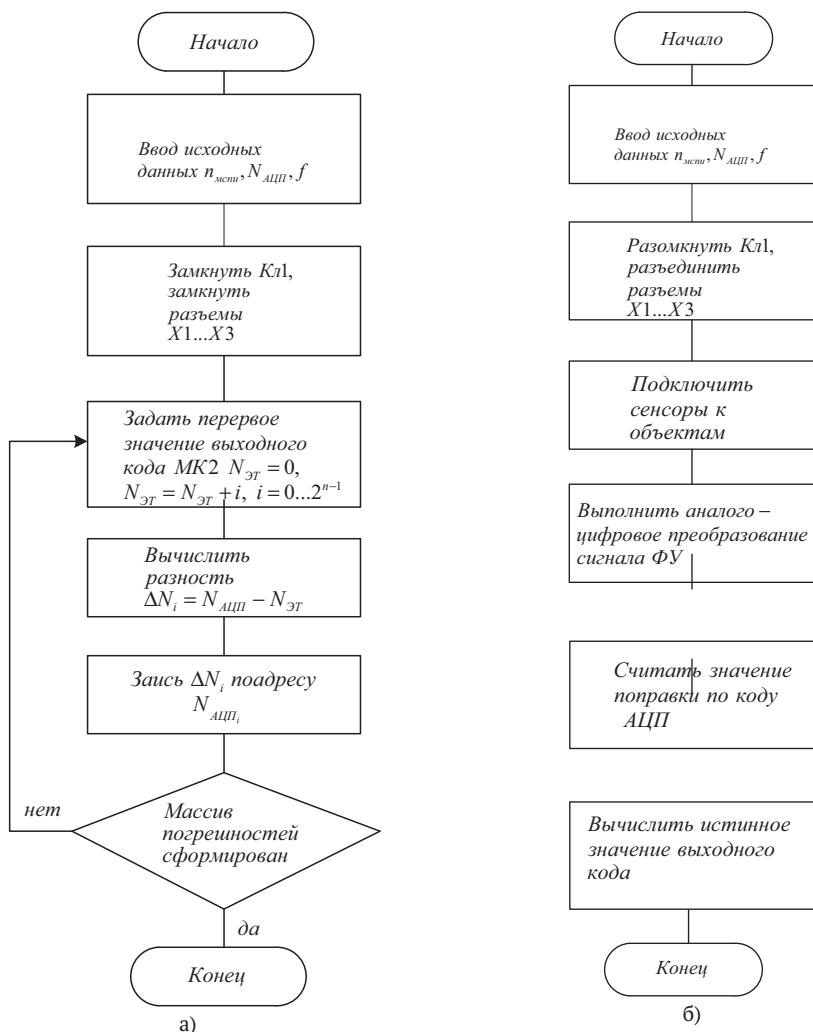 Начало
Ввод исходных
данных n_мспи, N_АЦП, f
Замкнуть Кл1,
замкнуть
разъемы
X1...X3
Задать перервое
значение выходного
кода МК2 N_ЭТ = 0,
N_ЭТ = N_ЭТ + i, i = 0...2^{n-1}
Вычислить
разность
ΔN_i = N_АЦП − N_ЭТ
Заись ΔN_i поадресу
N_АЦП_i
нет
Массив
погрешностей
сформирован
да
Конец
а)
Начало
Ввод исходных
данных n_мспи, N_АЦП, f
Разомкнуть Кл1,
разъединить
разъемы
X1...X3
Подключить
сенсоры к
объектам
Выполнить аналого –
цифровое преобразование
сигнала ФУ
Считать значение
поправки по коду
АЦП
Вычислить истинное
значение выходного
кода
Конец
б)